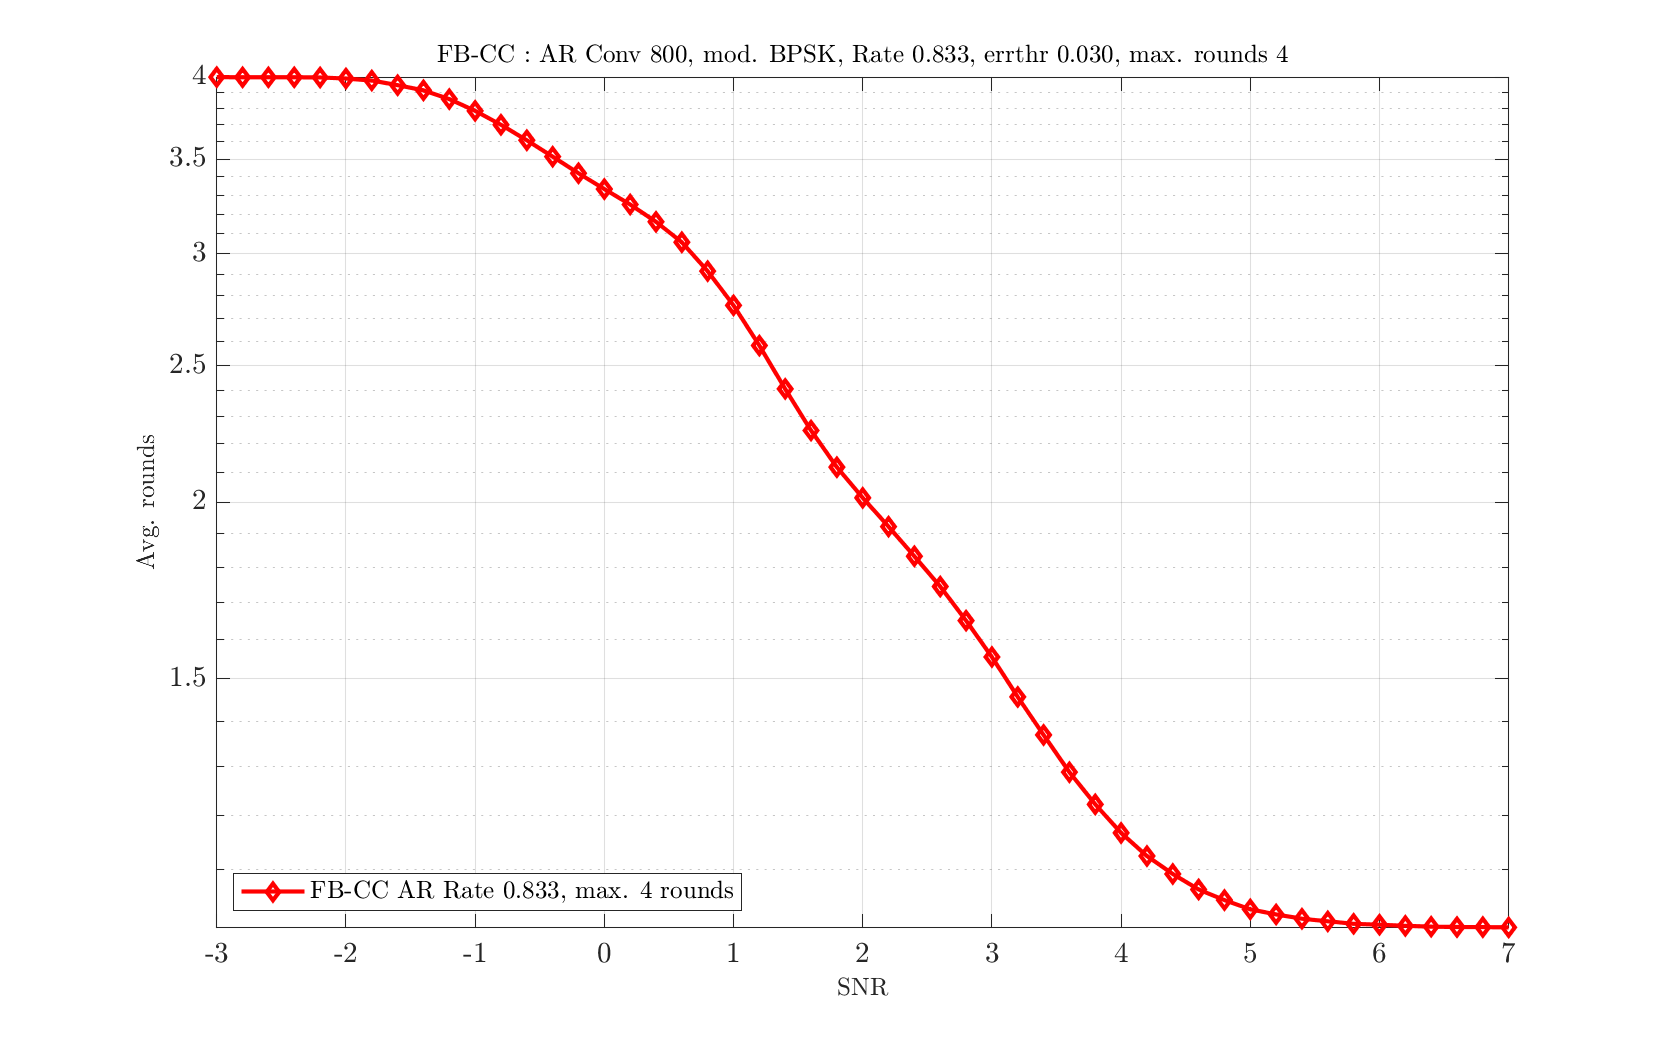 FB-CC : AR Conv 800, mod. BPSK, Rate 0.833, errthr 0.030, max. rounds 4
4
3.5
3
2.5
2
1.5
Avg. rounds
FB-CC AR Rate 0.833, max. 4 rounds
-3 -2 -1 0 1 2 3 4 5 6 7
SNR